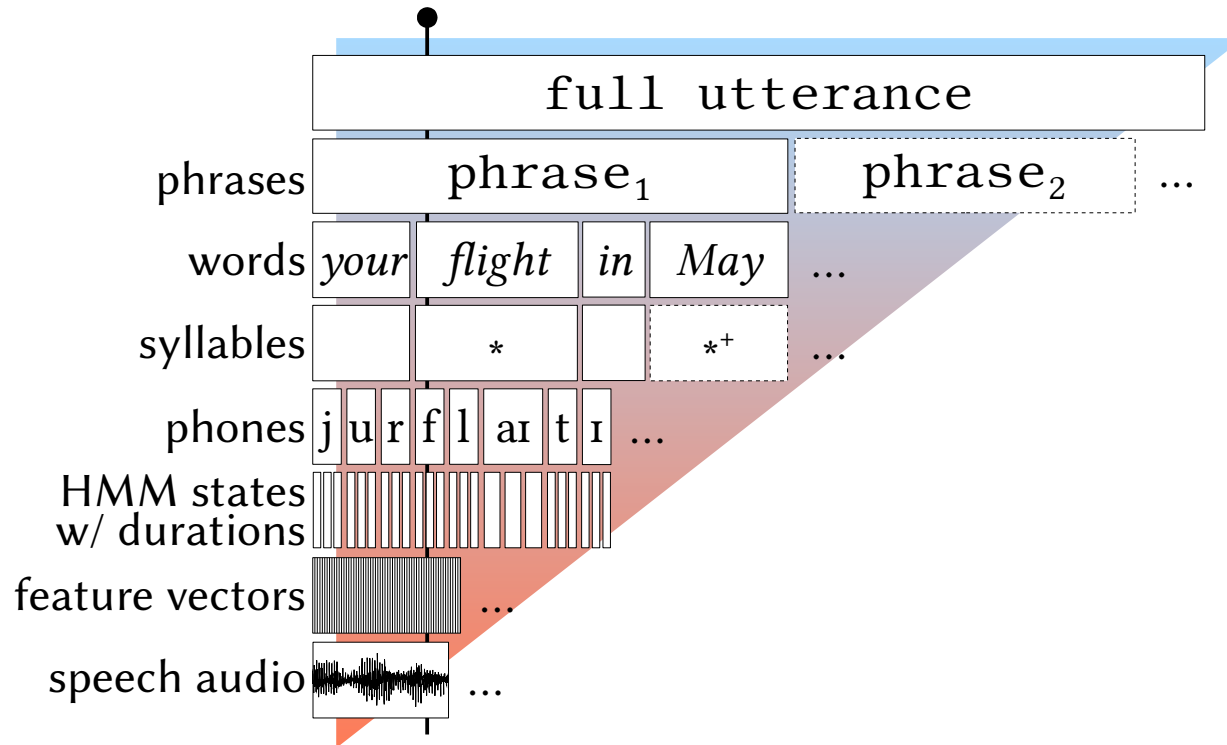 full utterance
phrases phrase₁ phrase₂ ...
words your flight in May ...
syllables * *⁺ ...
phones j u r f l aɪ t ɪ ...
HMM states
w/ durations
feature vectors ...
speech audio ...